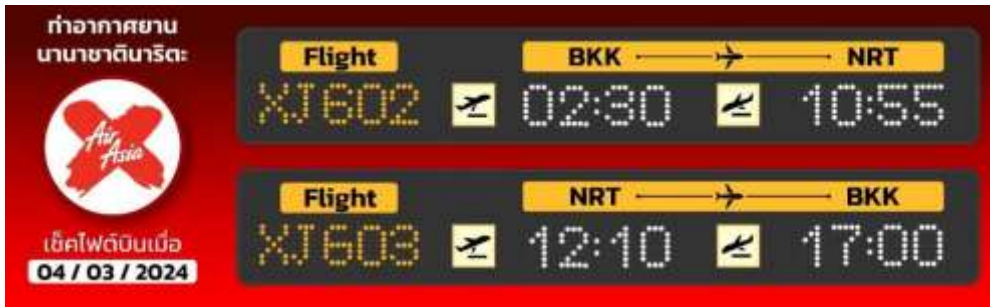 ท่าอากาศยาน
นานาชาตินาริตะ
Air
Asia
เช็คไฟต์บินเมื่อ
04 / 03 / 2024
Flight BKK NRT
XJ602 02:30 10:55
Flight NRT BKK
XJ603 12:10 17:00